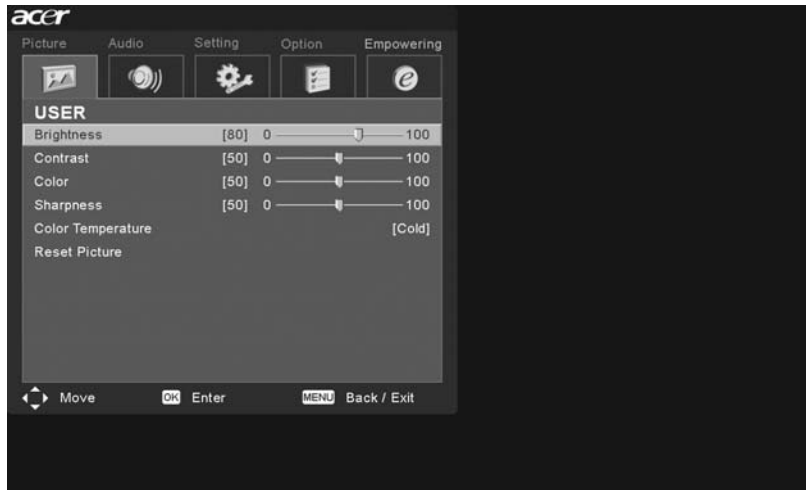 acer
Picture Audio Setting Option Empowering
e
USER
Brightness [80] 0 100
Contrast [50] 0 100
Color [50] 0 100
Sharpness [50] 0 100
Color Temperature [Cold]
Reset Picture
Move OK Enter MENU Back / Exit